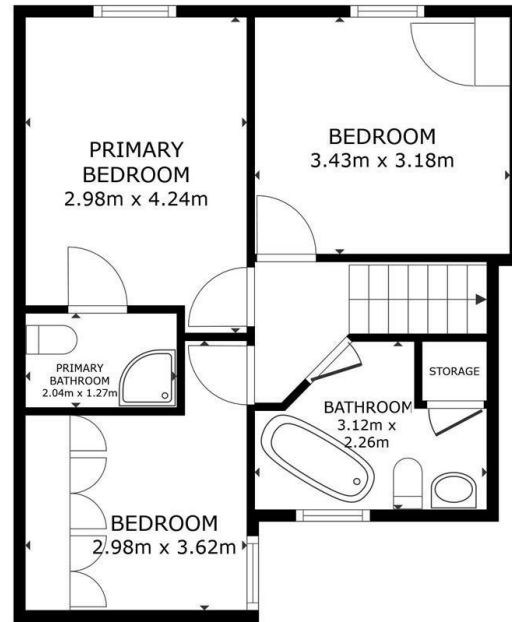 PRIMARY
BEDROOM
2.98m x 4.24m
BEDROOM
3.43m x 3.18m
PRIMARY
BATHROOM
2.04m x 1.27m
STORAGE
BATHROOM
3.12m x
2.26m
BEDROOM
2.98m x 3.62m